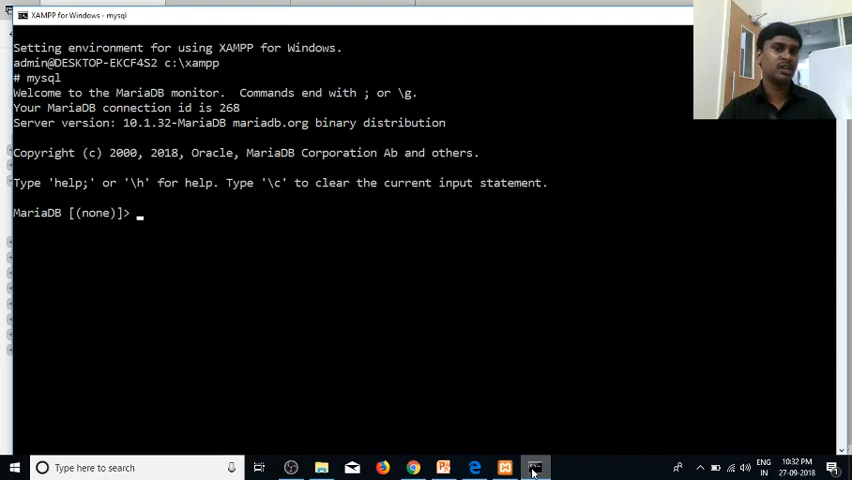 XAMPP for Windows - mysql
Setting environment for using XAMPP for Windows.
admin@DESKTOP-EKCF4S2 c:\xampp
# mysql
Welcome to the MariaDB monitor.  Commands end with ; or \g.
Your MariaDB connection id is 268
Server version: 10.1.32-MariaDB mariadb.org binary distribution
Copyright (c) 2000, 2018, Oracle, MariaDB Corporation Ab and others.
Type 'help;' or '\h' for help. Type '\c' to clear the current input statement.
MariaDB [(none)]> _
Type here to search
ENG
IN
10:32 PM
27-09-2018